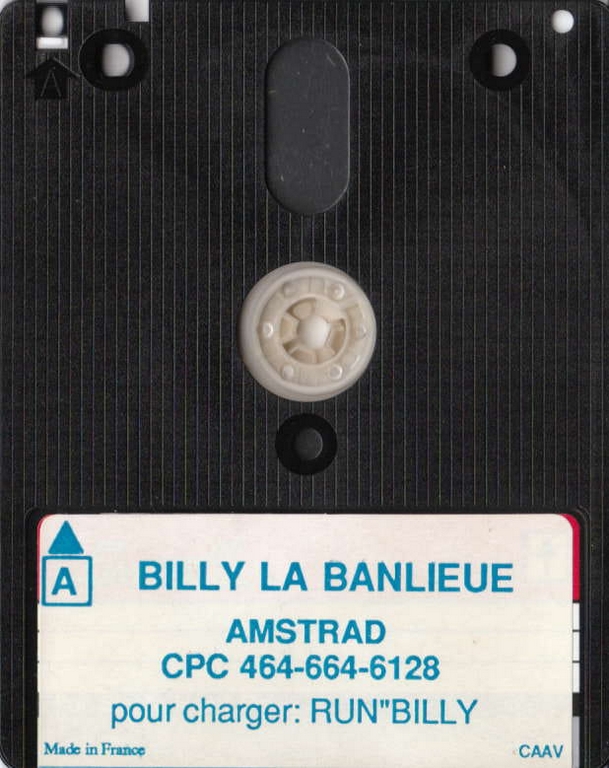 A
A
BILLY LA BANLIEUE
AMSTRAD
CPC 464-664-6128
pour charger: RUN"BILLY
Made in France
CAAV